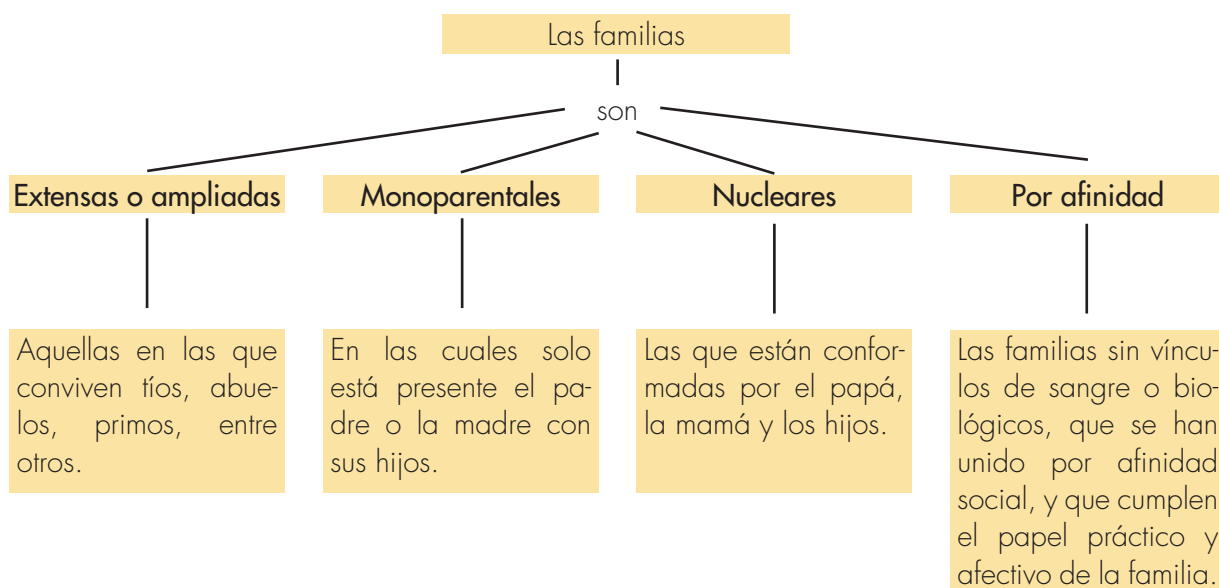 Las familias
son
Extensas o ampliadas
Monoparentales
Nucleares
Por afinidad
Aquellas en las que
conviven tíos, abue-
los, primos, entre
otros.
En las cuales solo
está presente el pa-
dre o la madre con
sus hijos.
Las que están confor-
madas por el papá,
la mamá y los hijos.
Las familias sin víncu-
los de sangre o bio-
lógicos, que se han
unido por afinidad
social, y que cumplen
el papel práctico y
afectivo de la familia.